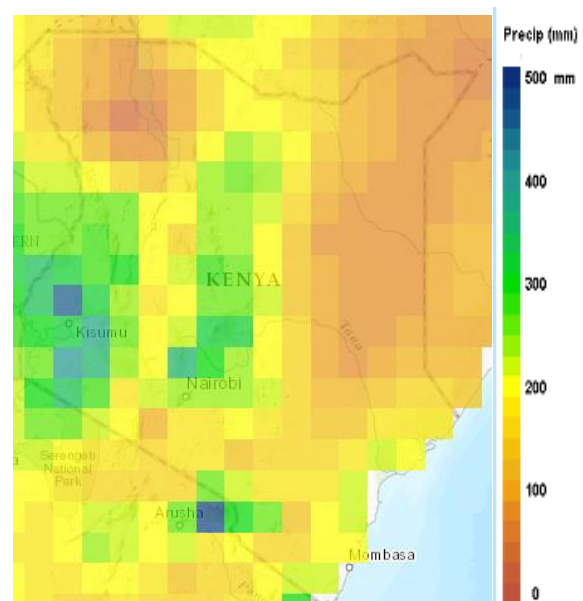 Precip (mm)
500 mm
400
300
200
100
0
ERN
KENYA
Kisumu
Tana
Nairobi
a
Serengeti
National
Park
Arusha
Mombasa